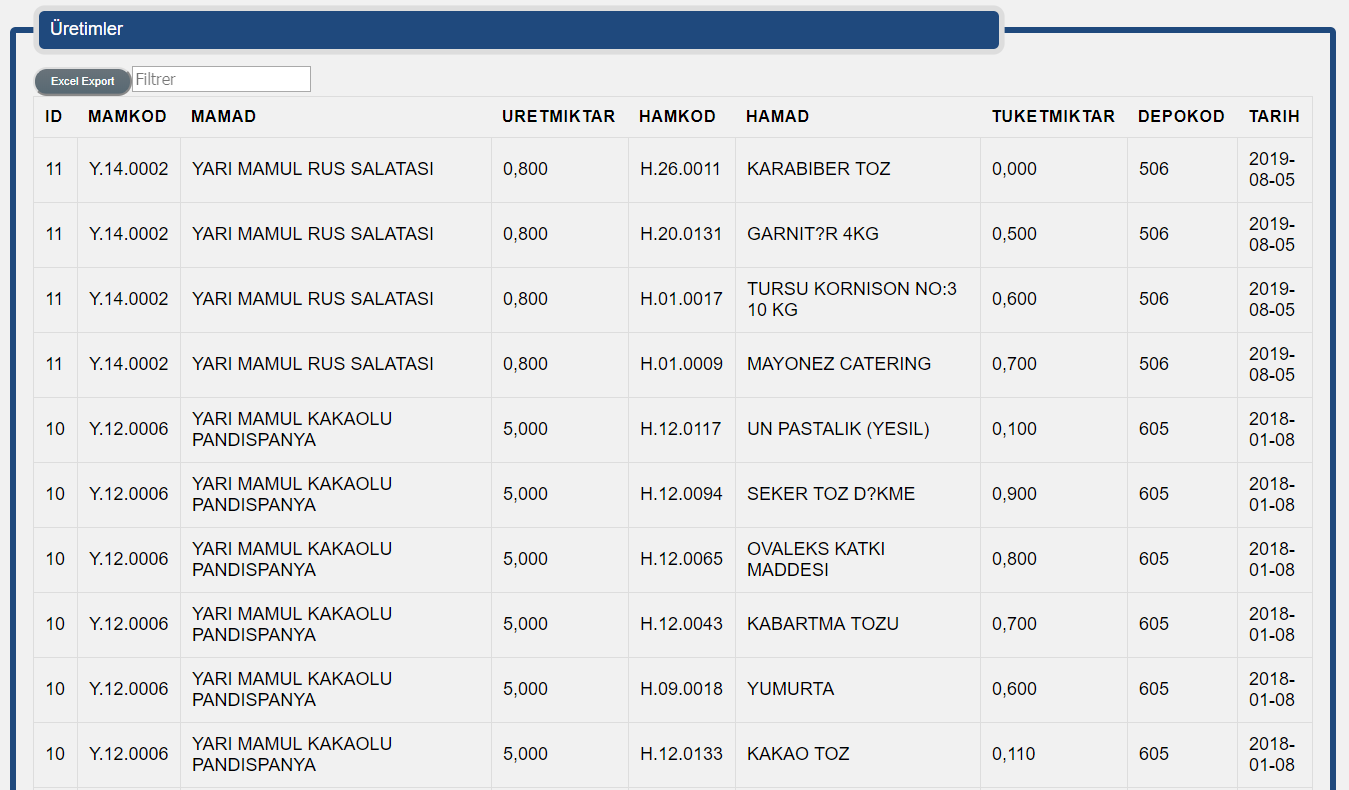 Üretimler
Excel Export Filtrer
ID MAMKOD MAMAD URETMIKTAR HAMKOD HAMAD TUKETMIKTAR DEPOKOD TARIH
11 Y.14.0002 YARI MAMUL RUS SALATASI 0,800 H.26.0011 KARABIBER TOZ 0,000 506 2019-
08-05
11 Y.14.0002 YARI MAMUL RUS SALATASI 0,800 H.20.0131 GARNIT?R 4KG 0,500 506 2019-
08-05
11 Y.14.0002 YARI MAMUL RUS SALATASI 0,800 H.01.0017 TURSU KORNISON NO:3 0,600 506 2019-
10 KG 08-05
11 Y.14.0002 YARI MAMUL RUS SALATASI 0,800 H.01.0009 MAYONEZ CATERING 0,700 506 2019-
08-05
10 Y.12.0006 YARI MAMUL KAKAOLU 5,000 H.12.0117 UN PASTALIK (YESIL) 0,100 605 2018-
PANDISPANYA 01-08
10 Y.12.0006 YARI MAMUL KAKAOLU 5,000 H.12.0094 SEKER TOZ D?KME 0,900 605 2018-
PANDISPANYA 01-08
10 Y.12.0006 YARI MAMUL KAKAOLU 5,000 H.12.0065 OVALEKS KATKI 0,800 605 2018-
PANDISPANYA MADDESI 01-08
10 Y.12.0006 YARI MAMUL KAKAOLU 5,000 H.12.0043 KABARTMA TOZU 0,700 605 2018-
PANDISPANYA 01-08
10 Y.12.0006 YARI MAMUL KAKAOLU 5,000 H.09.0018 YUMURTA 0,600 605 2018-
PANDISPANYA 01-08
10 Y.12.0006 YARI MAMUL KAKAOLU 5,000 H.12.0133 KAKAO TOZ 0,110 605 2018-
PANDISPANYA 01-08